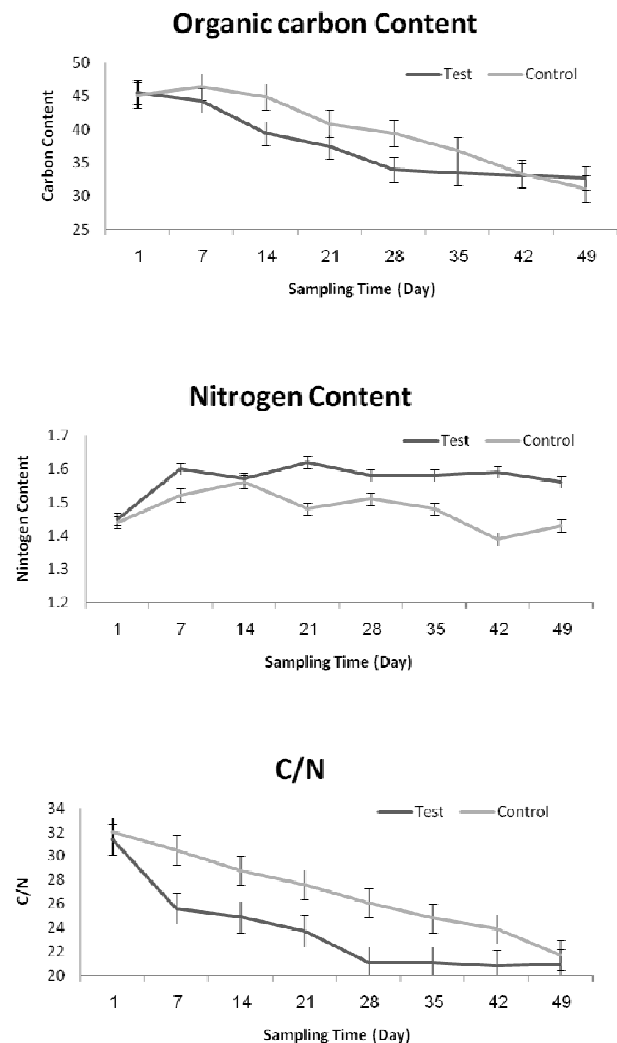 Organic carbon Content
50
Test Control
45
40
35
30
25
Carbon Content
1 7 14 21 28 35 42 49
Sampling Time (Day)
Nitrogen Content
1.7
Test Control
1.6
1.5
1.4
1.3
1.2
Nintogen Content
1 7 14 21 28 35 42 49
Sampling Time (Day)
C/N
34
Test Control
32
30
28
26
24
22
20
C/N
1 7 14 21 28 35 42 49
Sampling Time (Day)